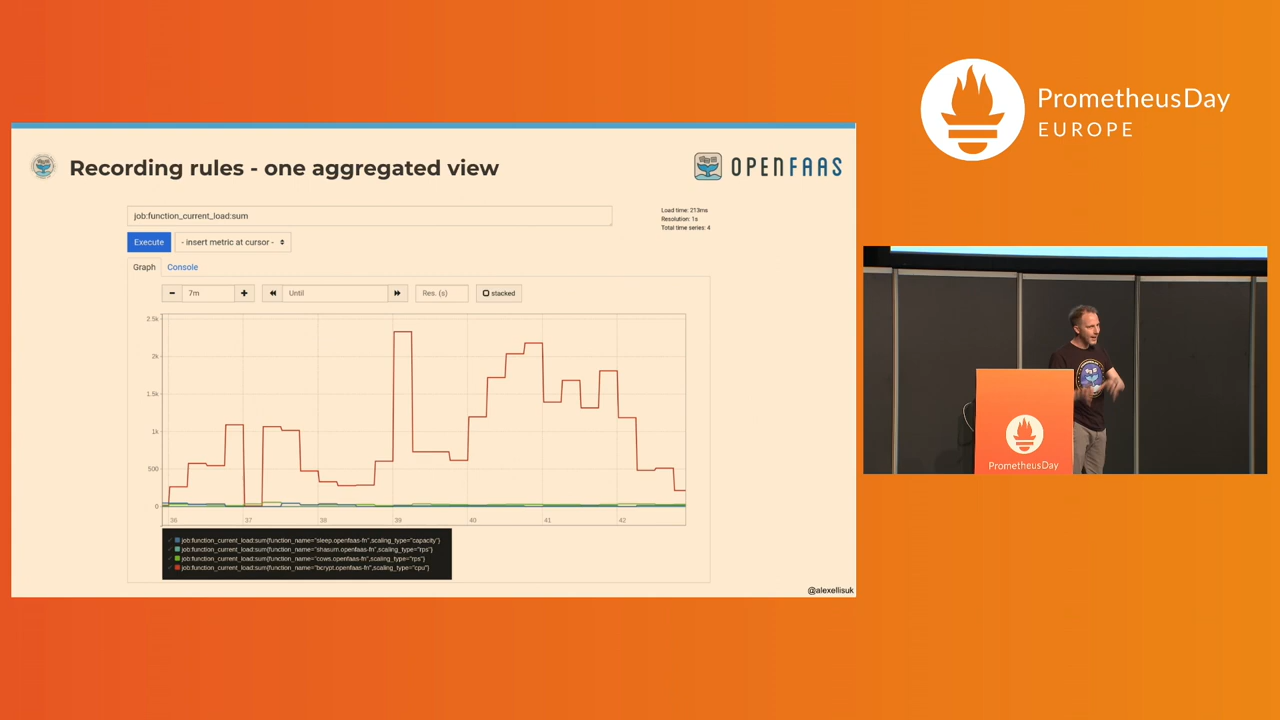 PrometheusDay
EUROPE
Recording rules - one aggregated view
OPENFAAS
job:function_current_load:sum
Load time: 213ms
Resolution: 1s
Total time series: 4
Execute
- insert metric at cursor -
Graph
Console
7m
Until
Res. (s)
stacked
2.5k
2k
1.5k
1k
500
0
36 37 38 39 40 41 42
job:function_current_load:sum{function_name="sleep.openfaas-fn",scaling_type="capacity"}
job:function_current_load:sum{function_name="shasum.openfaas-fn",scaling_type="rps"}
job:function_current_load:sum{function_name="cows.openfaas-fn",scaling_type="rps"}
job:function_current_load:sum{function_name="bcrypt.openfaas-fn",scaling_type="cpu"}
@alexellisuk
PrometheusDay